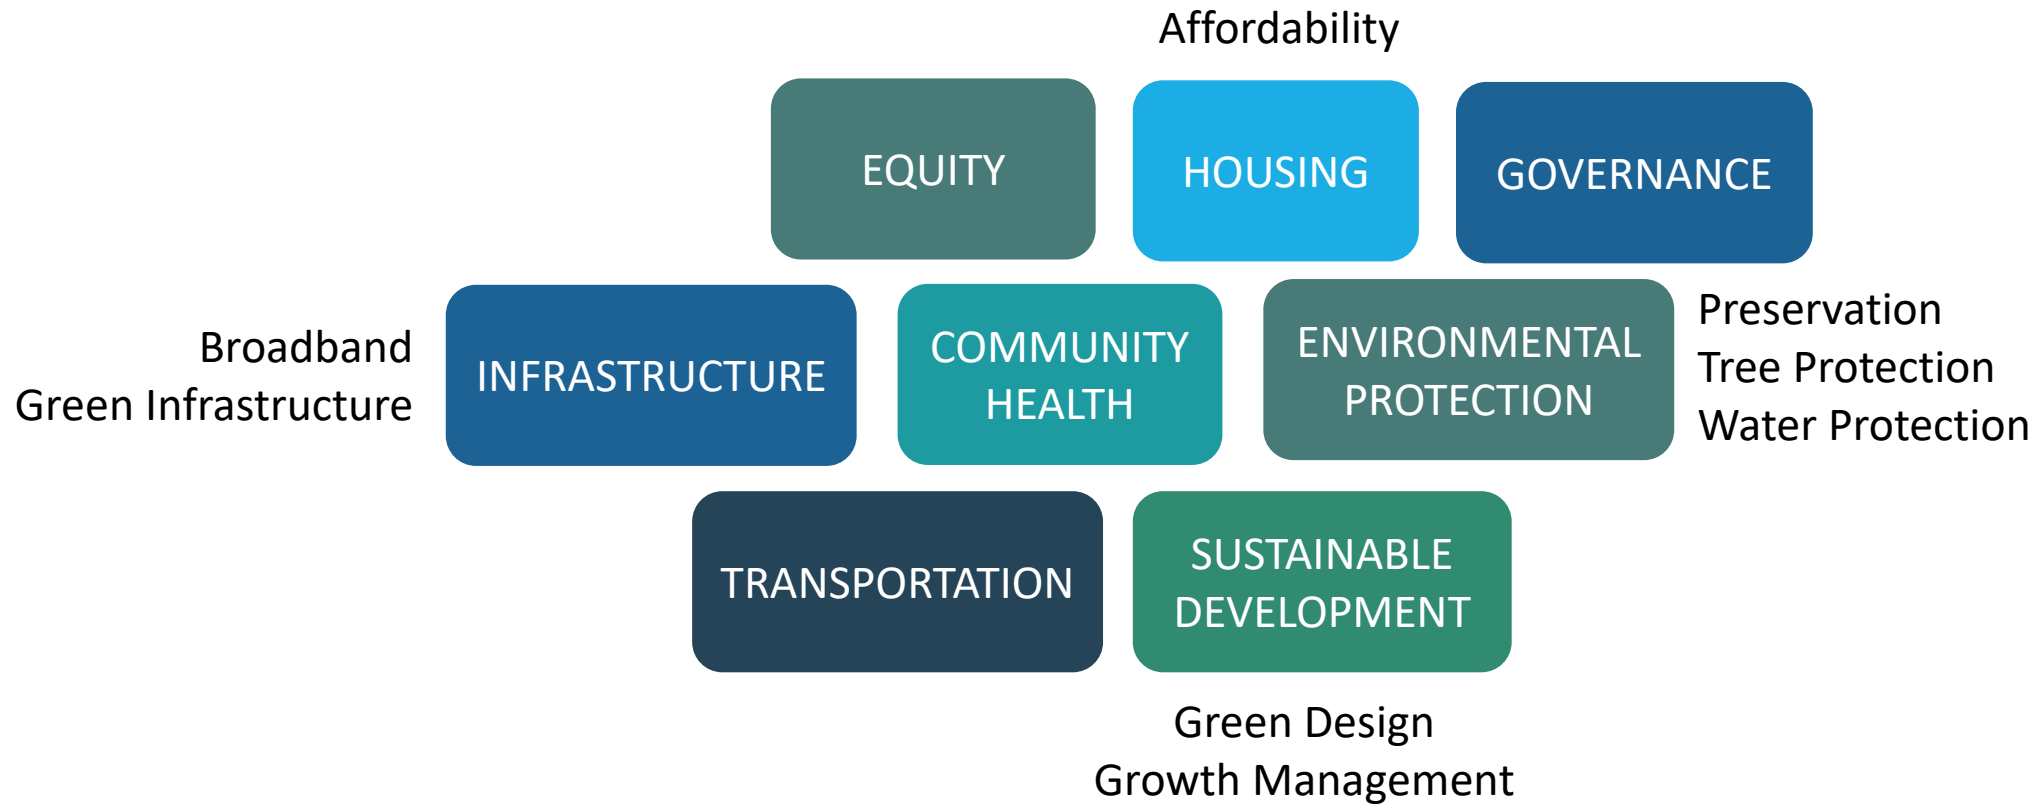 Affordability
EQUITY
HOUSING
GOVERNANCE
Broadband
Green Infrastructure
INFRASTRUCTURE
COMMUNITY
HEALTH
ENVIRONMENTAL
PROTECTION
Preservation
Tree Protection
Water Protection
TRANSPORTATION
SUSTAINABLE
DEVELOPMENT
Green Design
Growth Management